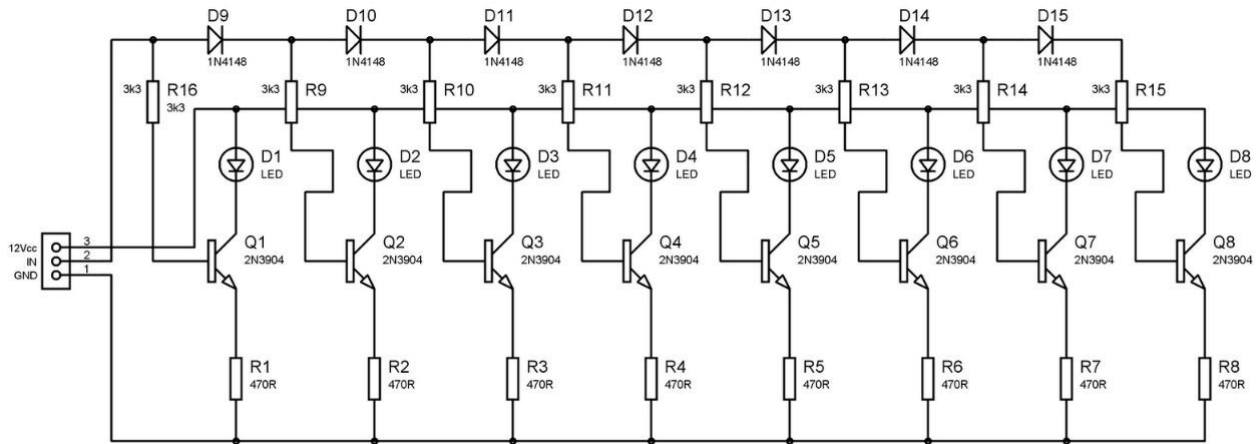 D9 D10 D11 D12 D13 D14 D15
1N4148 1N4148 1N4148 1N4148 1N4148 1N4148 1N4148
3k3 R16 3k3 R9 3k3 R10 3k3 R11 3k3 R12 3k3 R13 3k3 R14 3k3 R15
3k3
D1 D2 D3 D4 D5 D6 D7 D8
LED LED LED LED LED LED LED LED
12Vcc 3
IN 2
GND 1
Q1 Q2 Q3 Q4 Q5 Q6 Q7 Q8
2N3904 2N3904 2N3904 2N3904 2N3904 2N3904 2N3904 2N3904
R1 R2 R3 R4 R5 R6 R7 R8
470R 470R 470R 470R 470R 470R 470R 470R